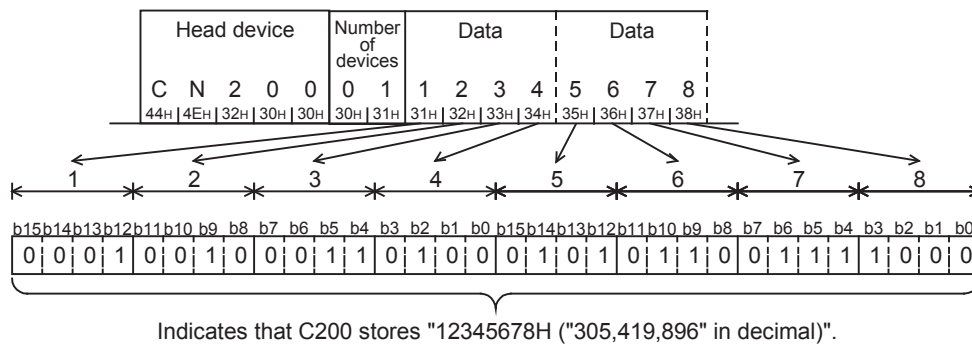 Head device Number of devices Data Data
C N 2 0 0 0 1 1 2 3 4 5 6 7 8
44H 4EH 32H 30H 30H 30H 31H 31H 32H 33H 34H 35H 36H 37H 38H
1 2 3 4 5 6 7 8
b15 b14 b13 b12 b11 b10 b9 b8 b7 b6 b5 b4 b3 b2 b1 b0 b15 b14 b13 b12 b11 b10 b9 b8 b7 b6 b5 b4 b3 b2 b1 b0
0 0 0 1 0 0 1 0 0 0 1 1 0 1 0 0 0 1 0 1 0 1 1 0 0 1 1 1 1 0 0 0
Indicates that C200 stores "12345678H ("305,419,896" in decimal)".